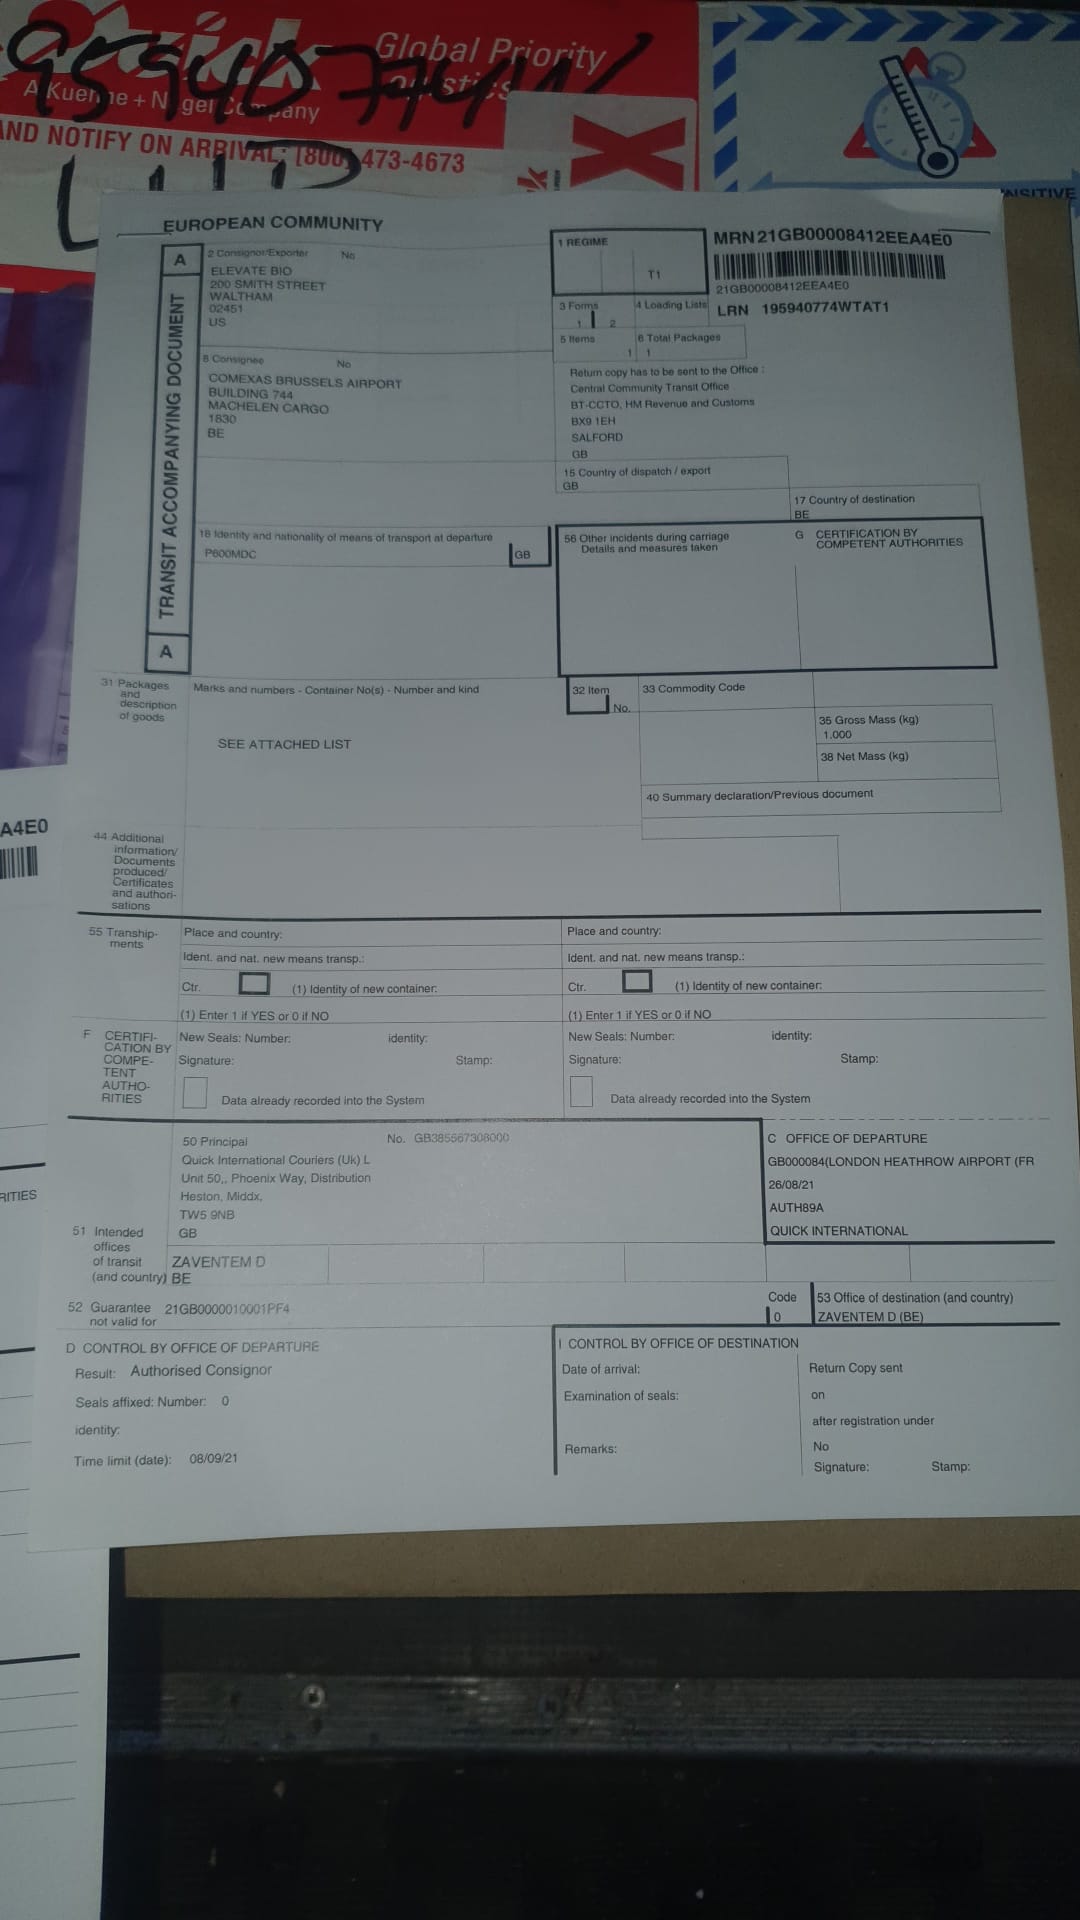 Quick
Global Priority
A Kuehne + Nagel Company
AND NOTIFY ON ARRIVAL: [800] 473-4673
EUROPEAN COMMUNITY
A
TRANSIT ACCOMPANYING DOCUMENT
A
2 Consignor/Exporter No
ELEVATE BIO
200 SMITH STREET
WALTHAM
02451
US
8 Consignee No
COMEXAS BRUSSELS AIRPORT
BUILDING 744
MACHELEN CARGO
1830
BE
1 REGIME
T1
MRN 21GB00008412EEA4E0
21GB00008412EEA4E0
LRN 195940774WTAT1
3 Forms
1 2
4 Loading Lists
5 Items
1
6 Total Packages
1
Return copy has to be sent to the Office :
Central Community Transit Office
BT-CCTO, HM Revenue and Customs
BX9 1EH
SALFORD
GB
15 Country of dispatch / export
GB
17 Country of destination
BE
18 Identity and nationality of means of transport at departure
P600MDC
GB
56 Other incidents during carriage
Details and measures taken
G CERTIFICATION BY
COMPETENT AUTHORITIES
31 Packages
and
description
of goods
Marks and numbers - Container No(s) - Number and kind
SEE ATTACHED LIST
32 Item
No.
33 Commodity Code
35 Gross Mass (kg)
1.000
38 Net Mass (kg)
40 Summary declaration/Previous document
A4E0
44 Additional
information/
Documents
produced/
Certificates
and authori-
sations
55 Tranship-
ments
Place and country:
Ident. and nat. new means transp.:
Ctr. (1) Identity of new container:
(1) Enter 1 if YES or 0 if NO
Place and country:
Ident. and nat. new means transp.:
Ctr. (1) Identity of new container:
(1) Enter 1 if YES or 0 if NO
F CERTIFI-
CATION BY
COMPE-
TENT
AUTHO-
RITIES
New Seals: Number: identity:
Signature: Stamp:
Data already recorded into the System
New Seals: Number: identity:
Signature: Stamp:
Data already recorded into the System
RITIES
50 Principal No. GB385567308000
Quick International Couriers (Uk) L
Unit 50,, Phoenix Way, Distribution
Heston, Middx,
TW5 9NB
GB
C OFFICE OF DEPARTURE
GB000084(LONDON HEATHROW AIRPORT (FR
26/08/21
AUTH89A
QUICK INTERNATIONAL
51 Intended
offices
of transit
(and country)
ZAVENTEM D
BE
52 Guarantee
not valid for
21GB0000010001PF4
Code
0
53 Office of destination (and country)
ZAVENTEM D (BE)
D CONTROL BY OFFICE OF DEPARTURE
Result: Authorised Consignor
Seals affixed: Number: 0
identity:
Time limit (date): 08/09/21
I CONTROL BY OFFICE OF DESTINATION
Date of arrival:
Examination of seals:
Remarks:
Return Copy sent
on
after registration under
No
Signature: Stamp: